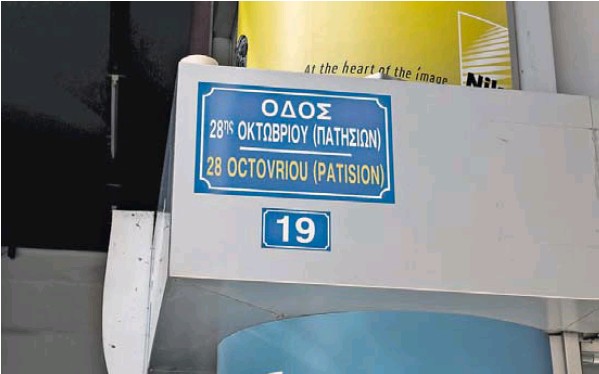 At the heart of the image
ΟΔΟΣ
28ης ΟΚΤΩΒΡΙΟΥ (ΠΑΤΗΣΙΩΝ)
28 OCTOVRIOU (PATISION)
19